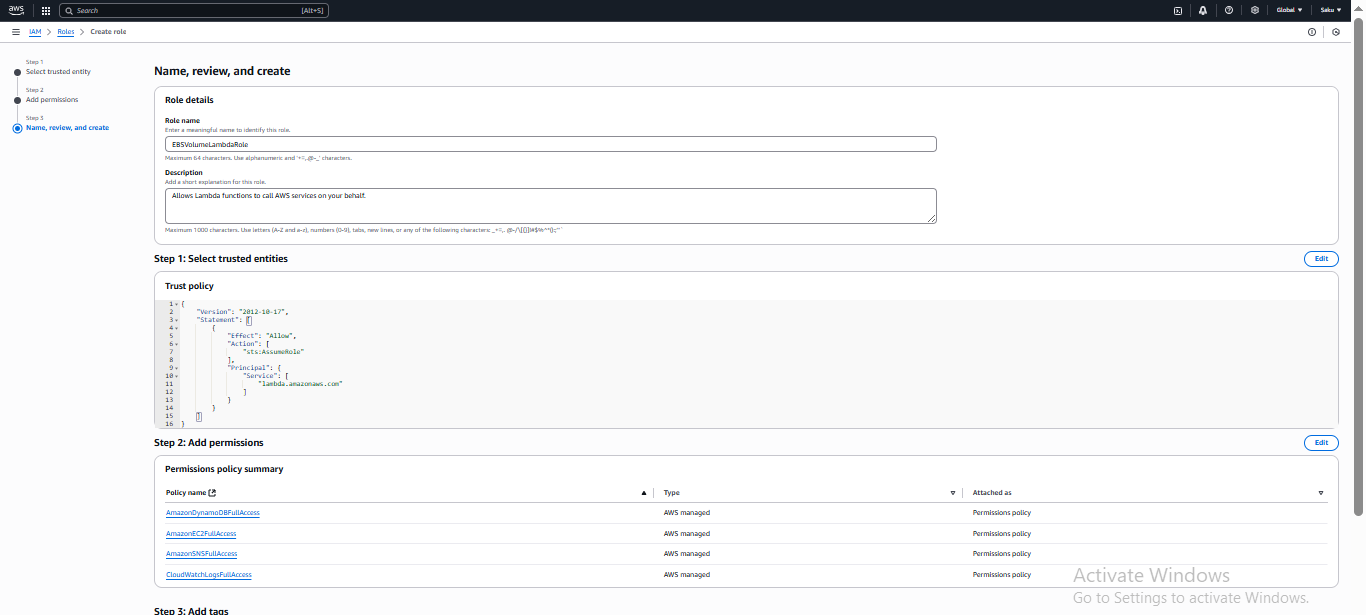 aws
Search [Alt+S]
Global ▼ Saku ▼
IAM > Roles > Create role
Step 1
Select trusted entity
Step 2
Add permissions
Step 3
Name, review, and create
Name, review, and create
Role details
Role name
Enter a meaningful name to identify this role.
EBSVolumeLambdaRole
Maximum 64 characters. Use alphanumeric and '+=,.@-_' characters.
Description
Add a short explanation for this role.
Allows Lambda functions to call AWS services on your behalf.
Maximum 1000 characters. Use letters (A-Z and a-z), numbers (0-9), tabs, new lines, or any of the following characters:
Step 1: Select trusted entities
Edit
Trust policy
1 {
2 "Version": "2012-10-17",
3 "Statement": [
4 {
5 "Effect": "Allow",
6 "Action": [
7 "sts:AssumeRole"
8 ],
9 "Principal": {
10 "Service": [
11 "lambda.amazonaws.com"
12 ]
13 }
14 }
15 ]
16 }
Step 2: Add permissions
Edit
Permissions policy summary
Policy name Type Attached as
AmazonDynamoDBFullAccess AWS managed Permissions policy
AmazonEC2FullAccess AWS managed Permissions policy
AmazonSNSFullAccess AWS managed Permissions policy
CloudWatchLogsFullAccess AWS managed Permissions policy
Activate Windows
Go to Settings to activate Windows.
Step 3: Add tags